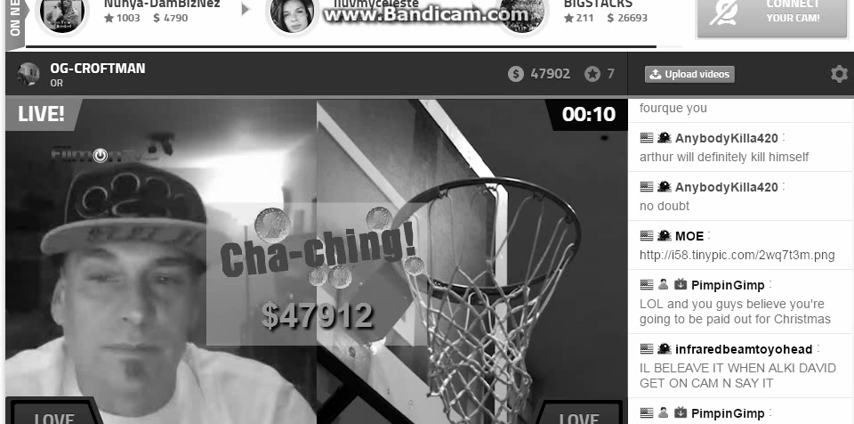 ON NE
Nunya-DamBizNez
1003 $ 4790
iluvmyceleste
www.Bandicam.com
BIGSTACKS
211 $ 26693
CONNECT
YOUR CAM!
OG-CROFTMAN
OR
$ 47902 7
Upload videos
LIVE!
00:10
FilmOn
Cha-ching!
$47912
LOVE
LOVE
fourque you
AnybodyKilla420 :
arthur will definitely kill himself
AnybodyKilla420 :
no doubt
MOE :
http://i58.tinypic.com/2wq7t3m.png
PimpinGimp :
LOL and you guys believe you're
going to be paid out for Christmas
infraredbeamtoyohead :
IL BELEAVE IT WHEN ALKI DAVID
GET ON CAM N SAY IT
PimpinGimp :